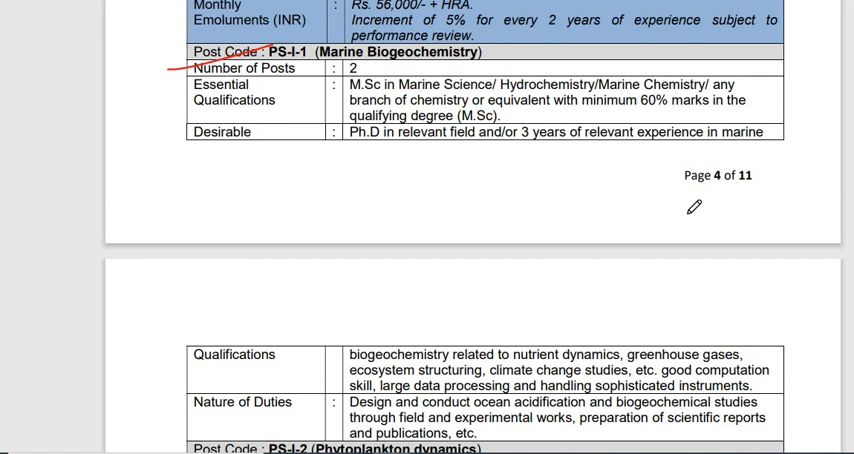 Monthly : Rs. 56,000/- + HRA.
Emoluments (INR) Increment of 5% for every 2 years of experience subject to
performance review.
Post Code : PS-I-1 (Marine Biogeochemistry)
Number of Posts : 2
Essential : M.Sc in Marine Science/ Hydrochemistry/Marine Chemistry/ any
Qualifications branch of chemistry or equivalent with minimum 60% marks in the
qualifying degree (M.Sc).
Desirable : Ph.D in relevant field and/or 3 years of relevant experience in marine
Page 4 of 11
Qualifications biogeochemistry related to nutrient dynamics, greenhouse gases,
ecosystem structuring, climate change studies, etc. good computation
skill, large data processing and handling sophisticated instruments.
Nature of Duties : Design and conduct ocean acidification and biogeochemical studies
through field and experimental works, preparation of scientific reports
and publications, etc.
Post Code : PS-I-2 (Phytoplankton dynamics)